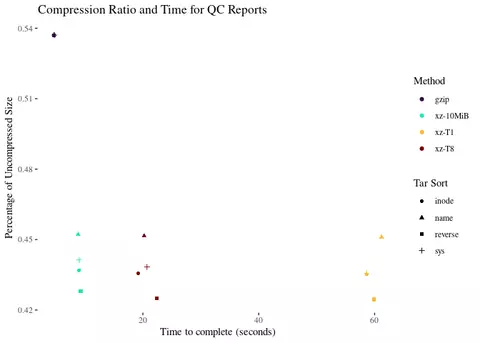 Compression Ratio and Time for QC Reports
Percentage of Uncompressed Size
0.54
0.51
0.48
0.45
0.42
20
40
60
Time to complete (seconds)
Method
gzip
xz-10MiB
xz-T1
xz-T8
Tar Sort
inode
name
reverse
sys